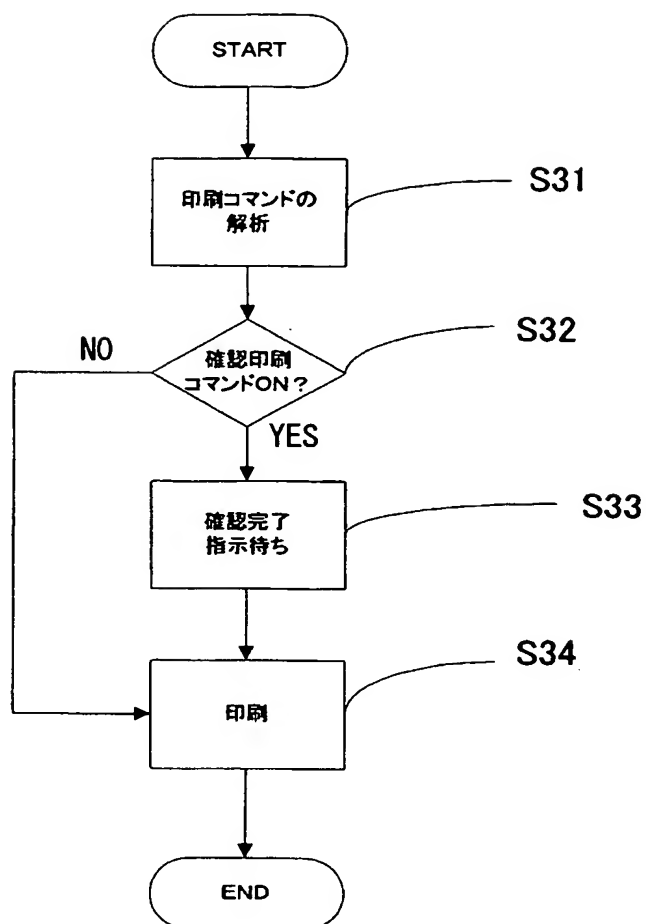 START
印刷コマンドの
解析
S31
確認印刷
コマンドON？
S32
NO
YES
確認完了
指示待ち
S33
印刷
S34
END